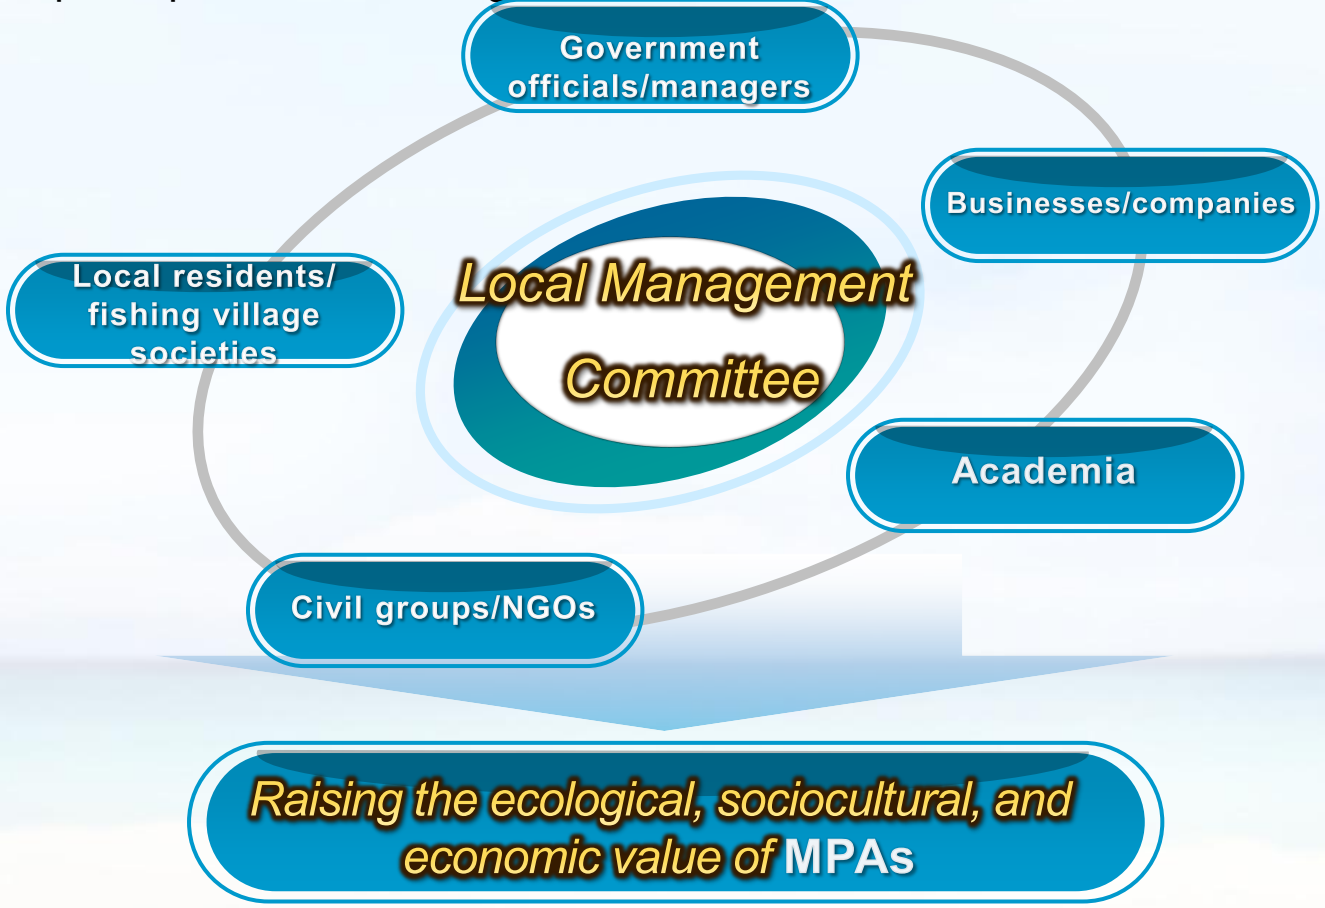 Government
officials/managers
Businesses/companies
Local residents/
fishing village
societies
Local Management
Committee
Academia
Civil groups/NGOs
Raising the ecological, sociocultural, and
economic value of MPAs